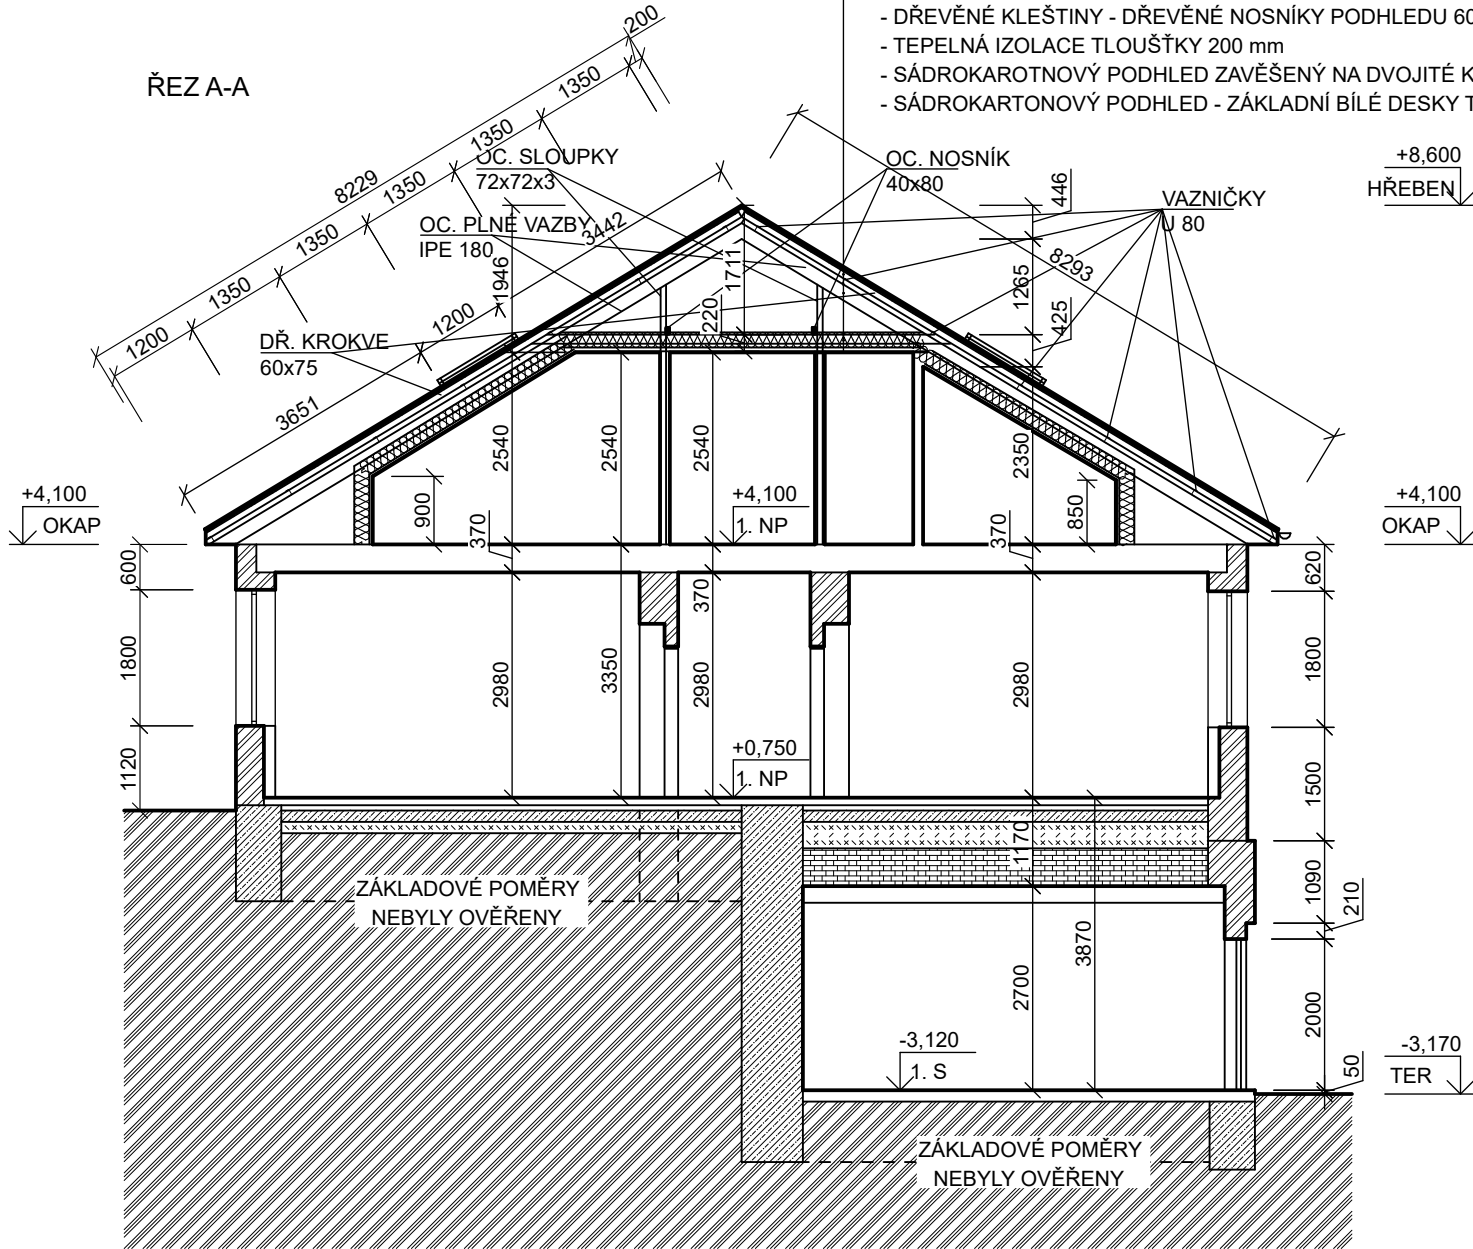 - DŘEVĚNÉ KLEŠTINY - DŘEVĚNÉ NOSNÍKY PODHLEDU 60
- TEPELNÁ IZOLACE TLOUŠŤKY 200 mm
- SÁDROKAROTNOVÝ PODHLED ZAVĚŠENÝ NA DVOJITÉ K
- SÁDROKARTONOVÝ PODHLED - ZÁKLADNÍ BÍLÉ DESKY T
ŘEZ A-A
200
1350
1350
1350
1350
1350
1200
8229
OC. SLOUPKY
72x72x3
OC. NOSNÍK
40x80
446
+8,600
HŘEBEN
VAZNIČKY
U 80
OC. PLNÉ VAZBY
IPE 180
3442
1946
1711
1265
8293
220
425
1200
DŘ. KROKVE
60x75
3651
2540
2540
2540
2350
+4,100
OKAP
900
370
+4,100
1. NP
370
850
+4,100
OKAP
600
370
620
1800
2980
3350
2980
2980
1800
1120
+0,750
1. NP
1500
1170
ZÁKLADOVÉ POMĚRY
NEBYLY OVĚŘENY
1090
210
3870
2700
2000
-3,120
1. S
50
-3,170
TER
ZÁKLADOVÉ POMĚRY
NEBYLY OVĚŘENY